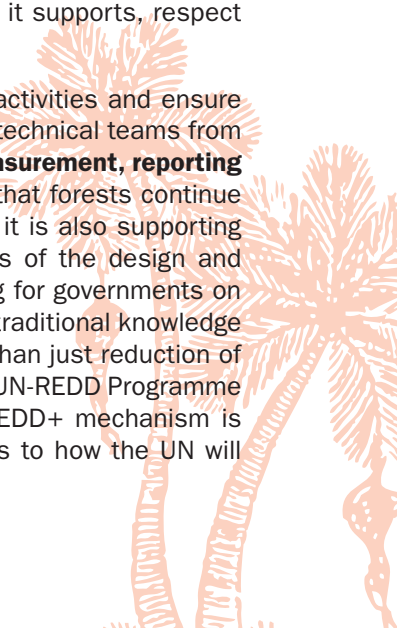 it supports, respect
activities and ensure
technical teams from
surement, reporting
that forests continue
it is also supporting
s of the design and
g for governments on
traditional knowledge
han just reduction of
UN-REDD Programme
EDD+ mechanism is
s to how the UN will